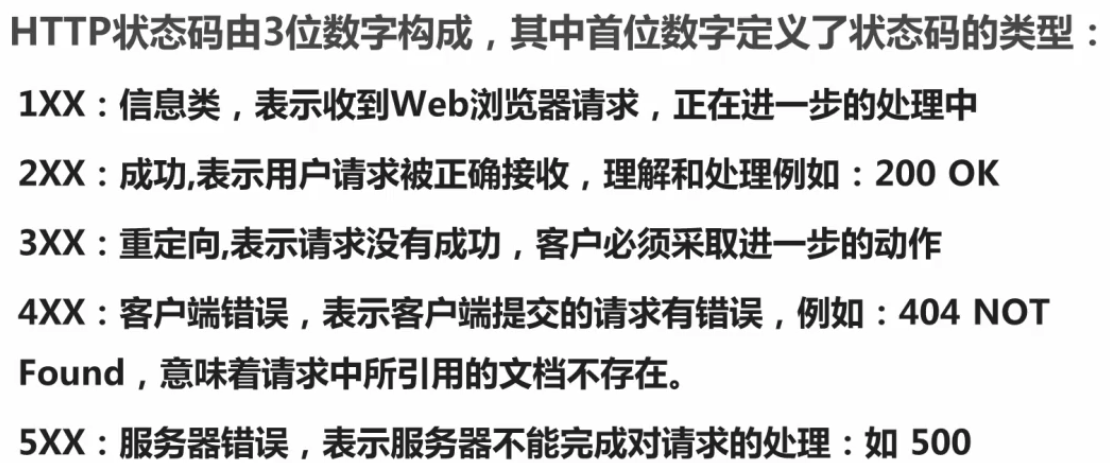 HTTP状态码由3位数字构成，其中首位数字定义了状态码的类型：
1XX：信息类，表示收到Web浏览器请求，正在进一步的处理中
2XX：成功,表示用户请求被正确接收，理解和处理例如：200 OK
3XX：重定向,表示请求没有成功，客户必须采取进一步的动作
4XX：客户端错误，表示客户端提交的请求有错误，例如：404 NOT
Found，意味着请求中所引用的文档不存在。
5XX：服务器错误，表示服务器不能完成对请求的处理：如 500